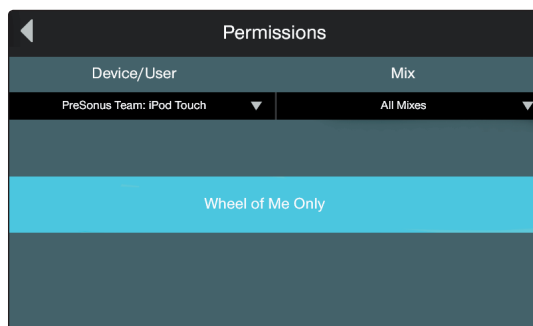 Permissions
Device/User Mix
PreSonus Team: iPod Touch All Mixes
Wheel of Me Only